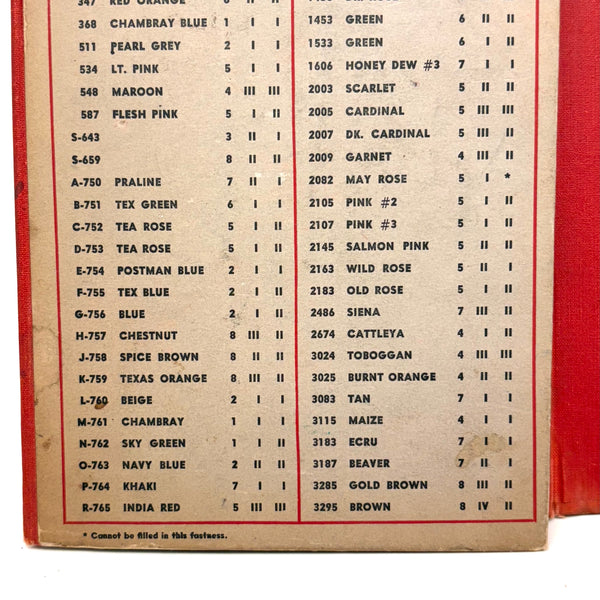 347 RED ORANGE
368 CHAMBRAY BLUE 1 I I
511 PEARL GREY 2 I I
534 LT. PINK 5 I I
548 MAROON 4 III III
587 FLESH PINK 5 I II
S-643 3 II I
S-659 8 II II
A-750 PRALINE 7 II I
B-751 TEX GREEN 6 I I
C-752 TEA ROSE 5 I II
D-753 TEA ROSE 5 I II
E-754 POSTMAN BLUE 2 I I
F-755 TEX BLUE 2 I II
G-756 BLUE 2 I II
H-757 CHESTNUT 8 III II
J-758 SPICE BROWN 8 II II
K-759 TEXAS ORANGE 8 III II
L-760 BEIGE 2 I I
M-761 CHAMBRAY 1 I I
N-762 SKY GREEN 1 I II
O-763 NAVY BLUE 2 II II
P-764 KHAKI 7 I I
R-765 INDIA RED 5 III III
1453 GREEN 6 II II
1533 GREEN 6 I II
1606 HONEY DEW #3 7 I I
2003 SCARLET 5 II II
2005 CARDINAL 5 III III
2007 DK. CARDINAL 5 III II
2009 GARNET 4 III II
2082 MAY ROSE 5 I *
2105 PINK #2 5 I II
2107 PINK #3 5 I II
2145 SALMON PINK 5 II II
2163 WILD ROSE 5 II I
2183 OLD ROSE 5 I II
2486 SIENA 7 III II
2674 CATTLEYA 4 I II
3024 TOBOGGAN 4 III III
3025 BURNT ORANGE 4 II II
3083 TAN 7 I I
3115 MAIZE 4 I I
3183 ECRU 7 I I
3187 BEAVER 7 II I
3285 GOLD BROWN 8 III II
3295 BROWN 8 IV II
* Cannot be filled in this fastness.